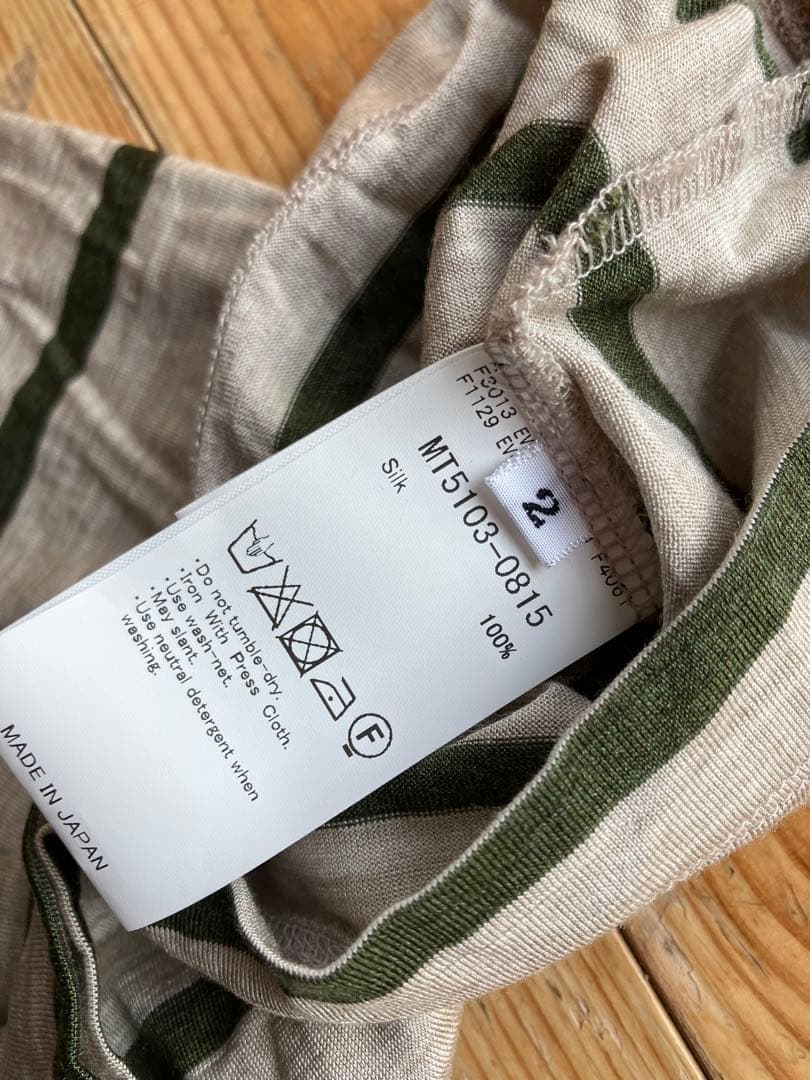 F3013 EV
F1129 EV
2
MT5103-0815
Silk 100%
F
·Do not tumble-dry.
·Iron With Press Cloth.
·Use wash-net.
·May slant.
·Use neutral detergent when
washing.
MADE IN JAPAN